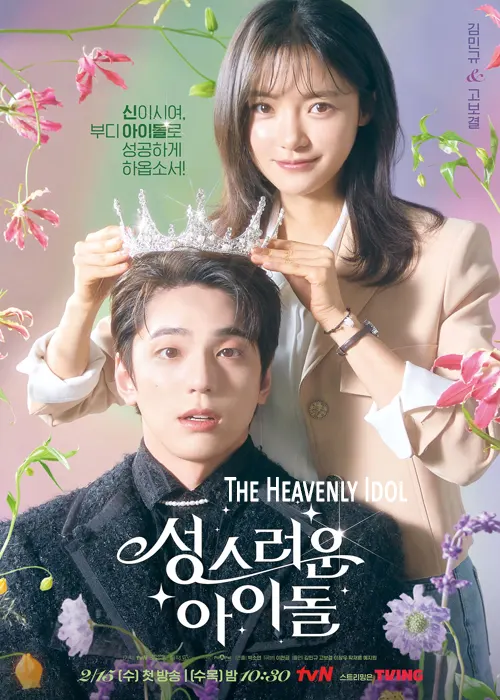 김민규 & 고보결
신이시여,
부디 아이돌로
성공하게
하옵소서!
THE HEAVENLY IDOL
성스러운
아이돌
2/15 (수) 첫 방송 | (수목) 밤 10:30 tvN 스트리밍은 TVING